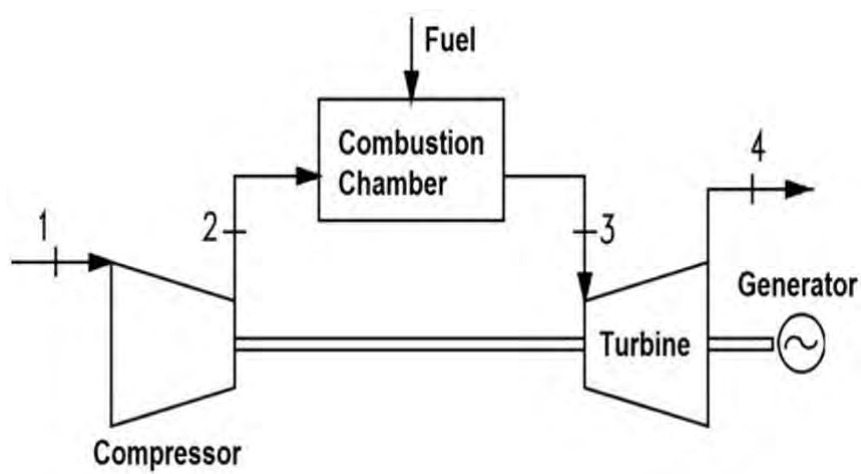 Fuel
Combustion
Chamber
4
1
2
3
Generator
Turbine
Compressor